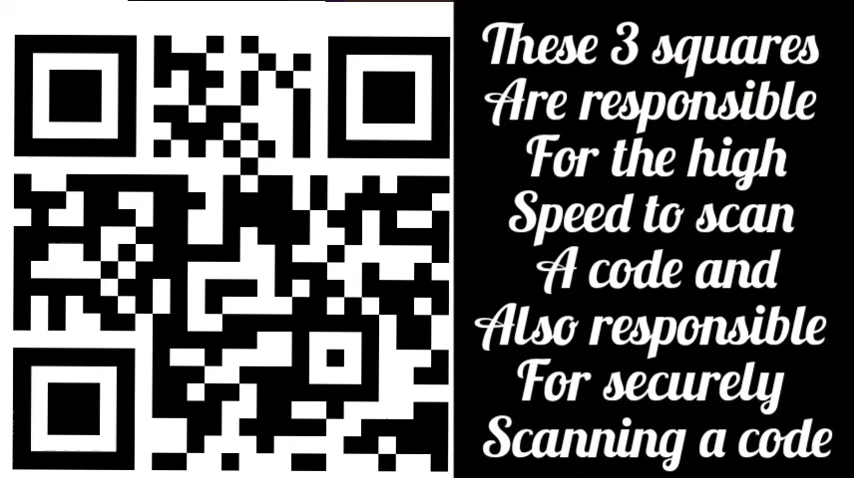 These 3 squares
Are responsible
For the high
Speed to scan
A code and
Also responsible
For securely
Scanning a code